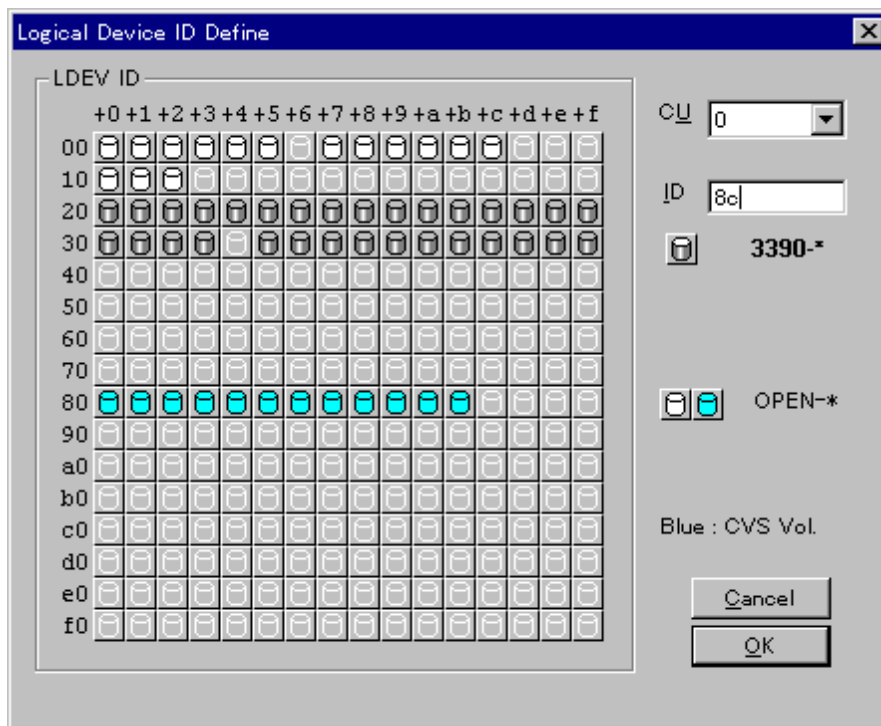 Logical Device ID Define
LDEV ID
+0 +1 +2 +3 +4 +5 +6 +7 +8 +9 +a +b +c +d +e +f
CU 0
00
10
ID 8c
20
30
3390-*
40
50
60
70
80
OPEN-*
90
a0
b0
c0
Blue : CVS Vol.
d0
e0
Cancel
f0
OK